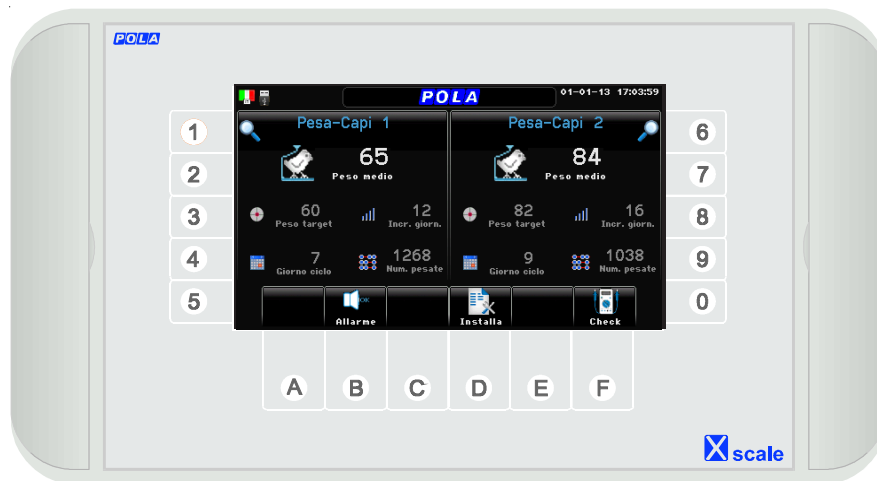 POLA
POLA 01-01-13 17:03:59
1 Pesa-Capi 1 Pesa-Capi 2 6
2 65 84 7
Peso medio Peso medio
3 60 12 82 16 8
Peso target Incr. giorn. Peso target Incr. giorn.
4 7 1268 9 1038 9
Giorno ciclo Num. pesate Giorno ciclo Num. pesate
5 OK 0
Allarme Installa Check
A B C D E F
X scale